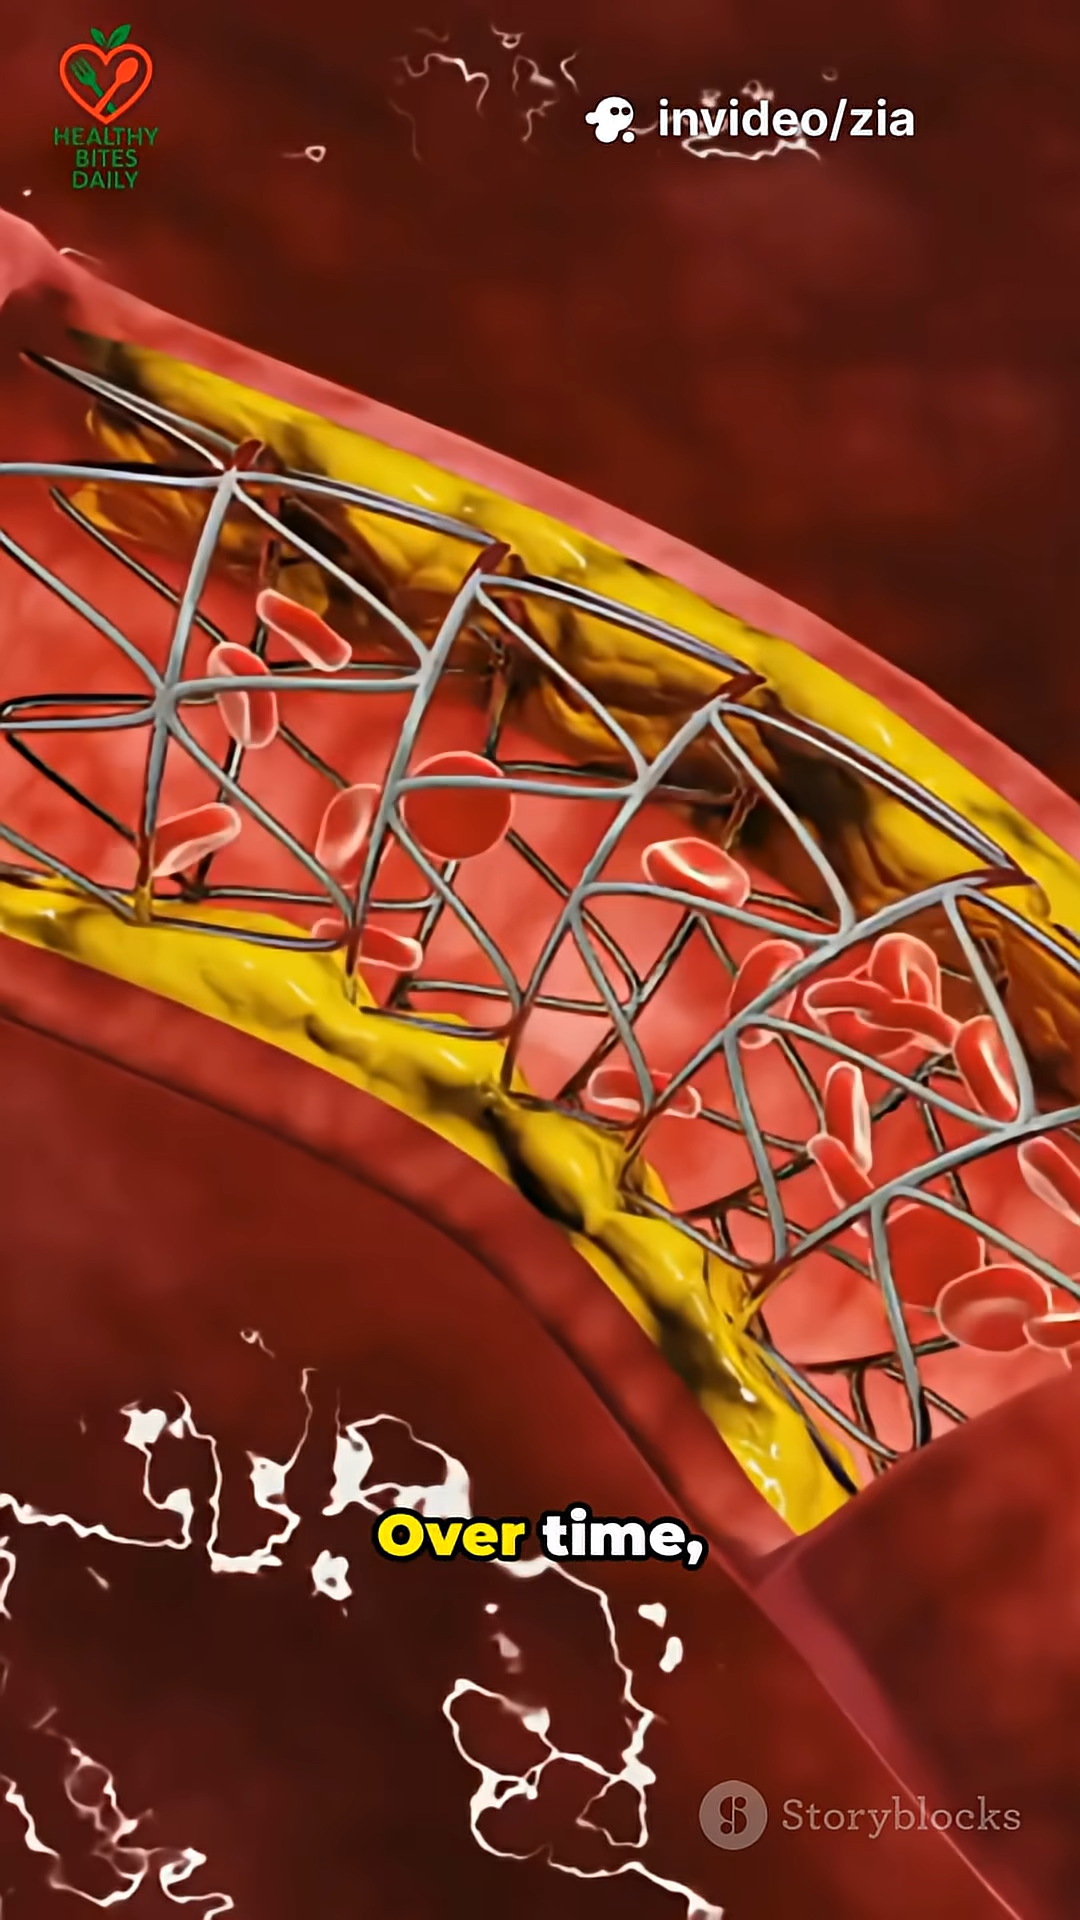 HEALTHY
BITES
DAILY
invideo/zia
Over time,
Storyblocks